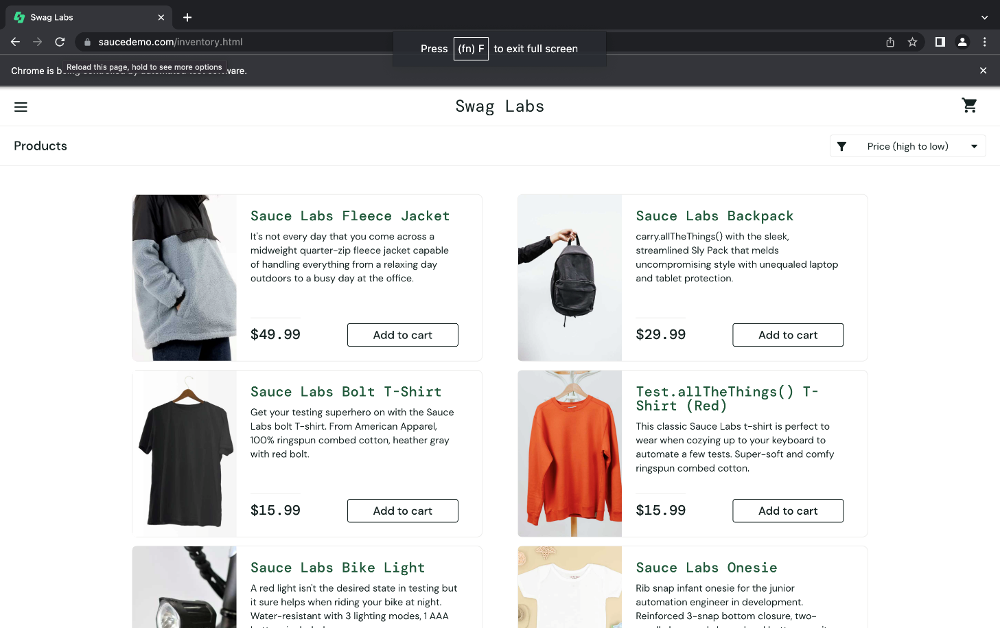 Swag Labs
saucedemo.com/inventory.html
Press (fn) F to exit full screen
Reload this page, hold to see more options
Chrome is being controlled by automated test software.
Swag Labs
Products
Price (high to low)
Sauce Labs Fleece Jacket
It's not every day that you come across a
midweight quarter-zip fleece jacket capable
of handling everything from a relaxing day
outdoors to a busy day at the office.
$49.99
Add to cart
Sauce Labs Backpack
carry.allTheThings() with the sleek,
streamlined Sly Pack that melds
uncompromising style with unequaled laptop
and tablet protection.
$29.99
Add to cart
Sauce Labs Bolt T-Shirt
Get your testing superhero on with the Sauce
Labs bolt T-shirt. From American Apparel,
100% ringspun combed cotton, heather gray
with red bolt.
$15.99
Add to cart
Test.allTheThings() T-
Shirt (Red)
This classic Sauce Labs t-shirt is perfect to
wear when cozying up to your keyboard to
automate a few tests. Super-soft and comfy
ringspun combed cotton.
$15.99
Add to cart
Sauce Labs Bike Light
A red light isn't the desired state in testing but
it sure helps when riding your bike at night.
Water-resistant with 3 lighting modes, 1 AAA
Sauce Labs Onesie
Rib snap infant onesie for the junior
automation engineer in development.
Reinforced 3-snap bottom closure, two-